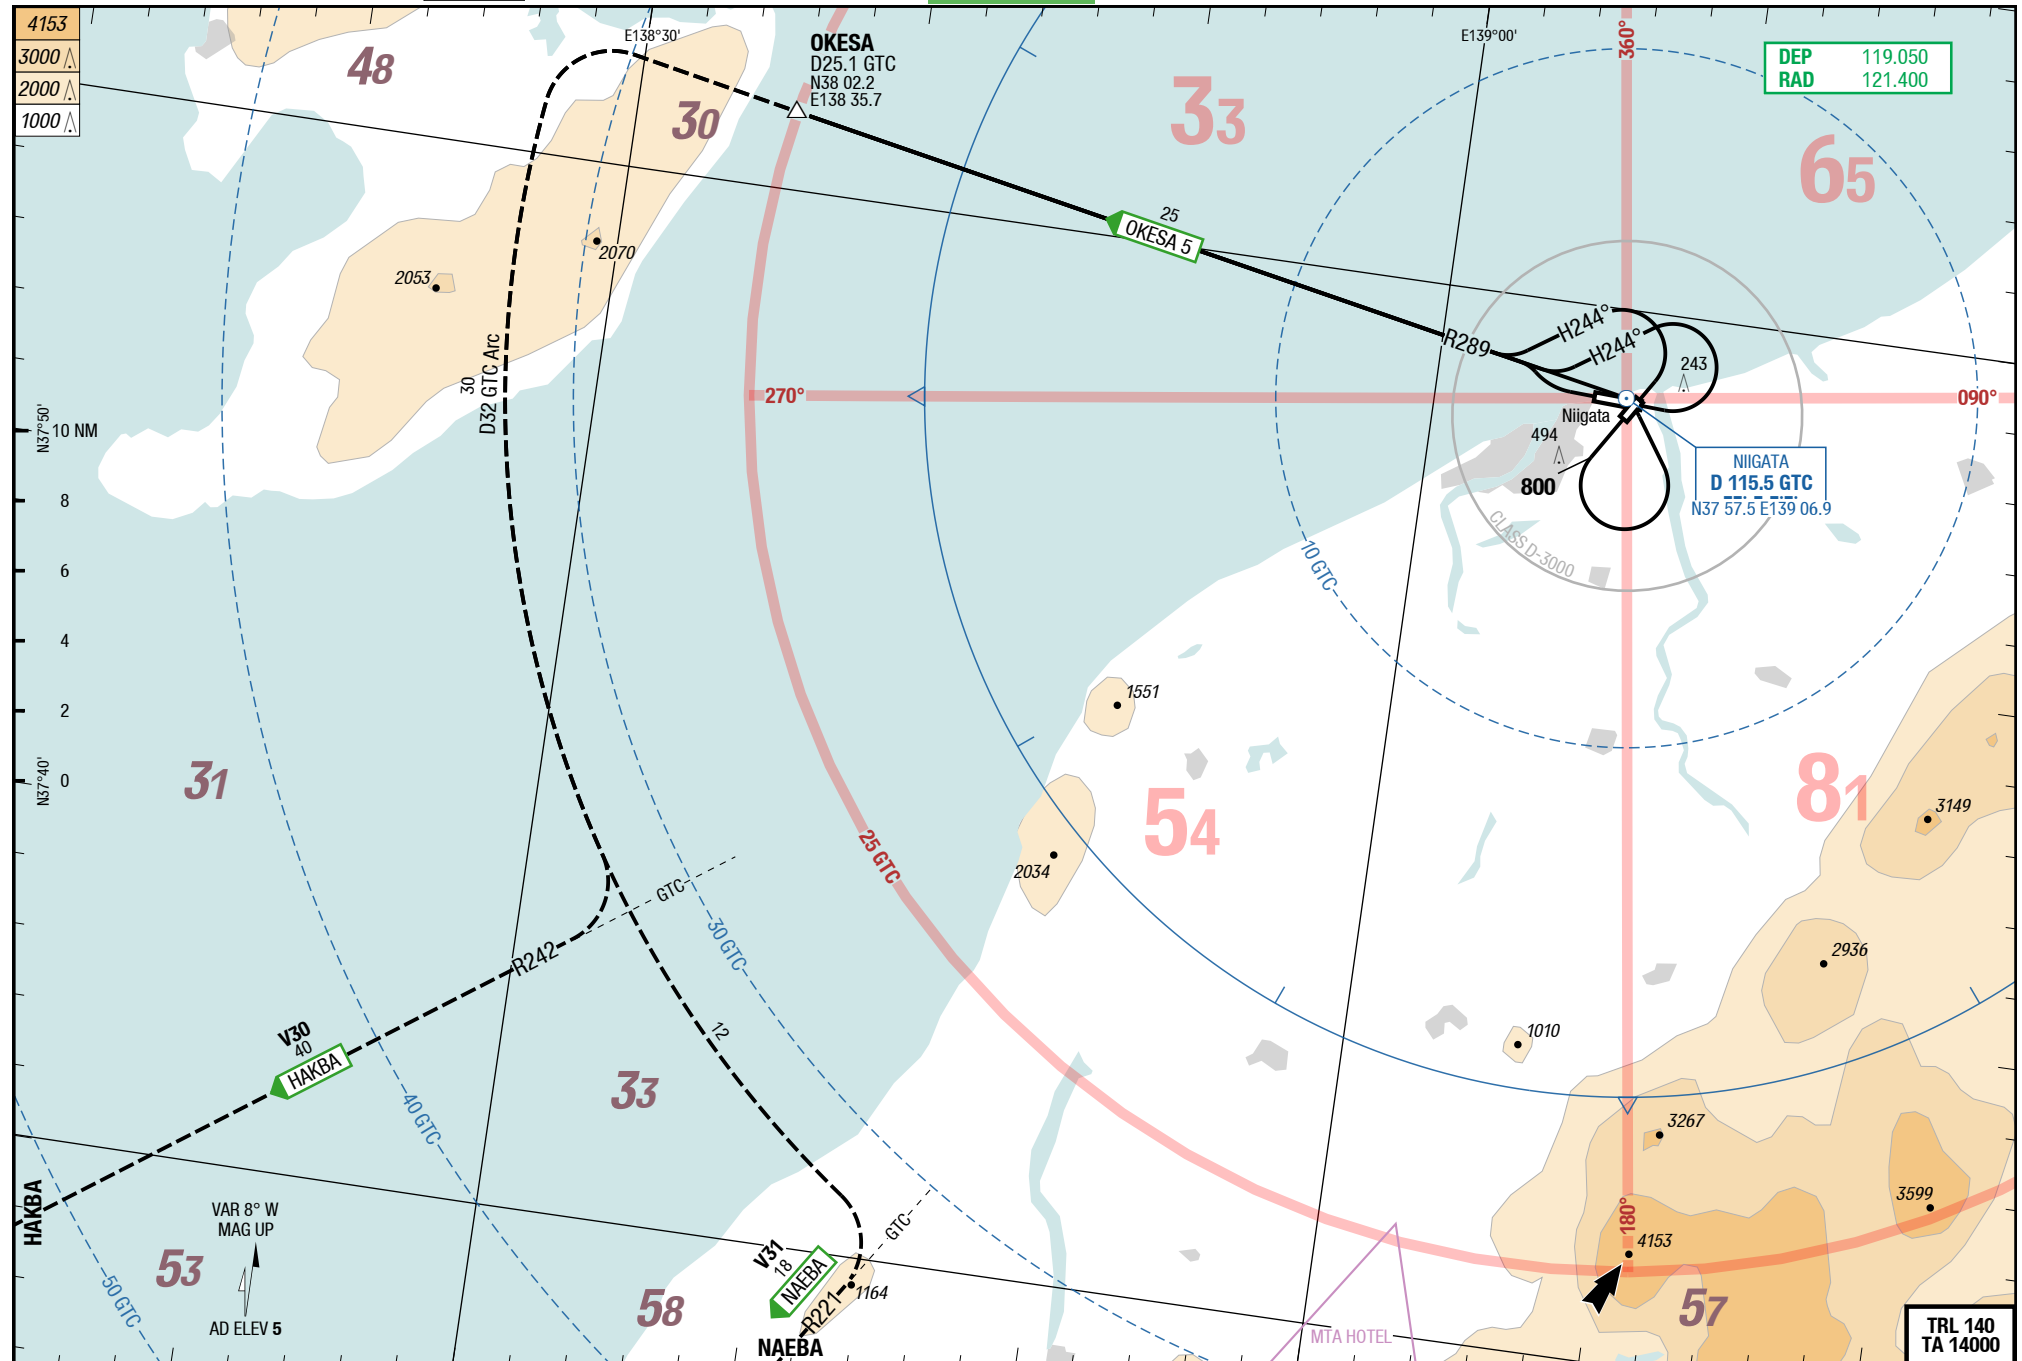 4153
3000
2000
1000
48
E138°30'
30
OKESA
D25.1 GTC
N38 02.2
E138 35.7
33
E139°00'
360°
DEP 119.050
RAD 121.400
65
25
OKESA 5
2070
2053
R289
H244°
H244°
243
30
D32 GTC Arc
270°
090°
Niigata
N37°50'
10 NM
8
6
4
2
0
N37°40'
494
800
NIIGATA
D 115.5 GTC
N37 57.5 E139 06.9
CLASS D-3000
10 GTC
1551
31
54
81
3149
2034
25 GTC
GTC
30 GTC
R242
2936
12
1010
V30
40
HAKBA
33
40 GTC
3267
HAKBA
VAR 8° W
MAG UP
53
AD ELEV 5
50 GTC
58
V31
18
NAEBA
R221
GTC
1164
NAEBA
MTA HOTEL
180°
4153
3599
57
TRL 140
TA 14000